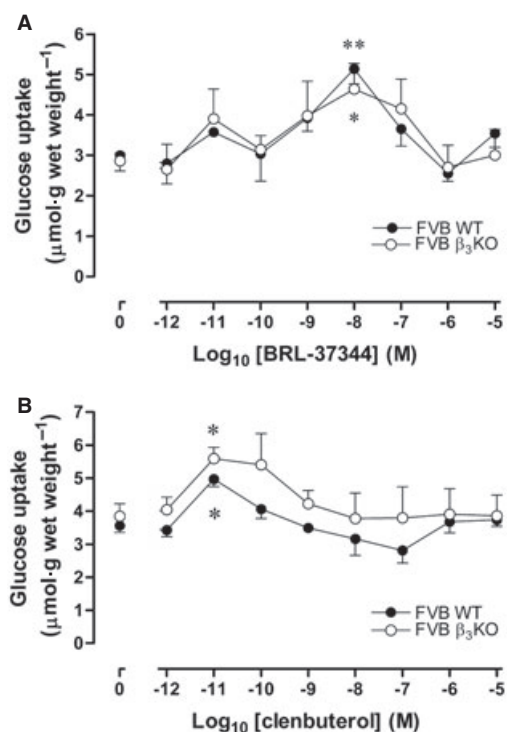 A
Glucose uptake
(μmol·g wet weight⁻¹)
6
5
4
3
2
1
0
**
*
FVB WT
FVB β₃KO
0 -12 -11 -10 -9 -8 -7 -6 -5
Log₁₀ [BRL-37344] (M)
B
Glucose uptake
(μmol·g wet weight⁻¹)
7
6
5
4
3
2
1
0
*
*
FVB WT
FVB β₃KO
0 -12 -11 -10 -9 -8 -7 -6 -5
Log₁₀ [clenbuterol] (M)